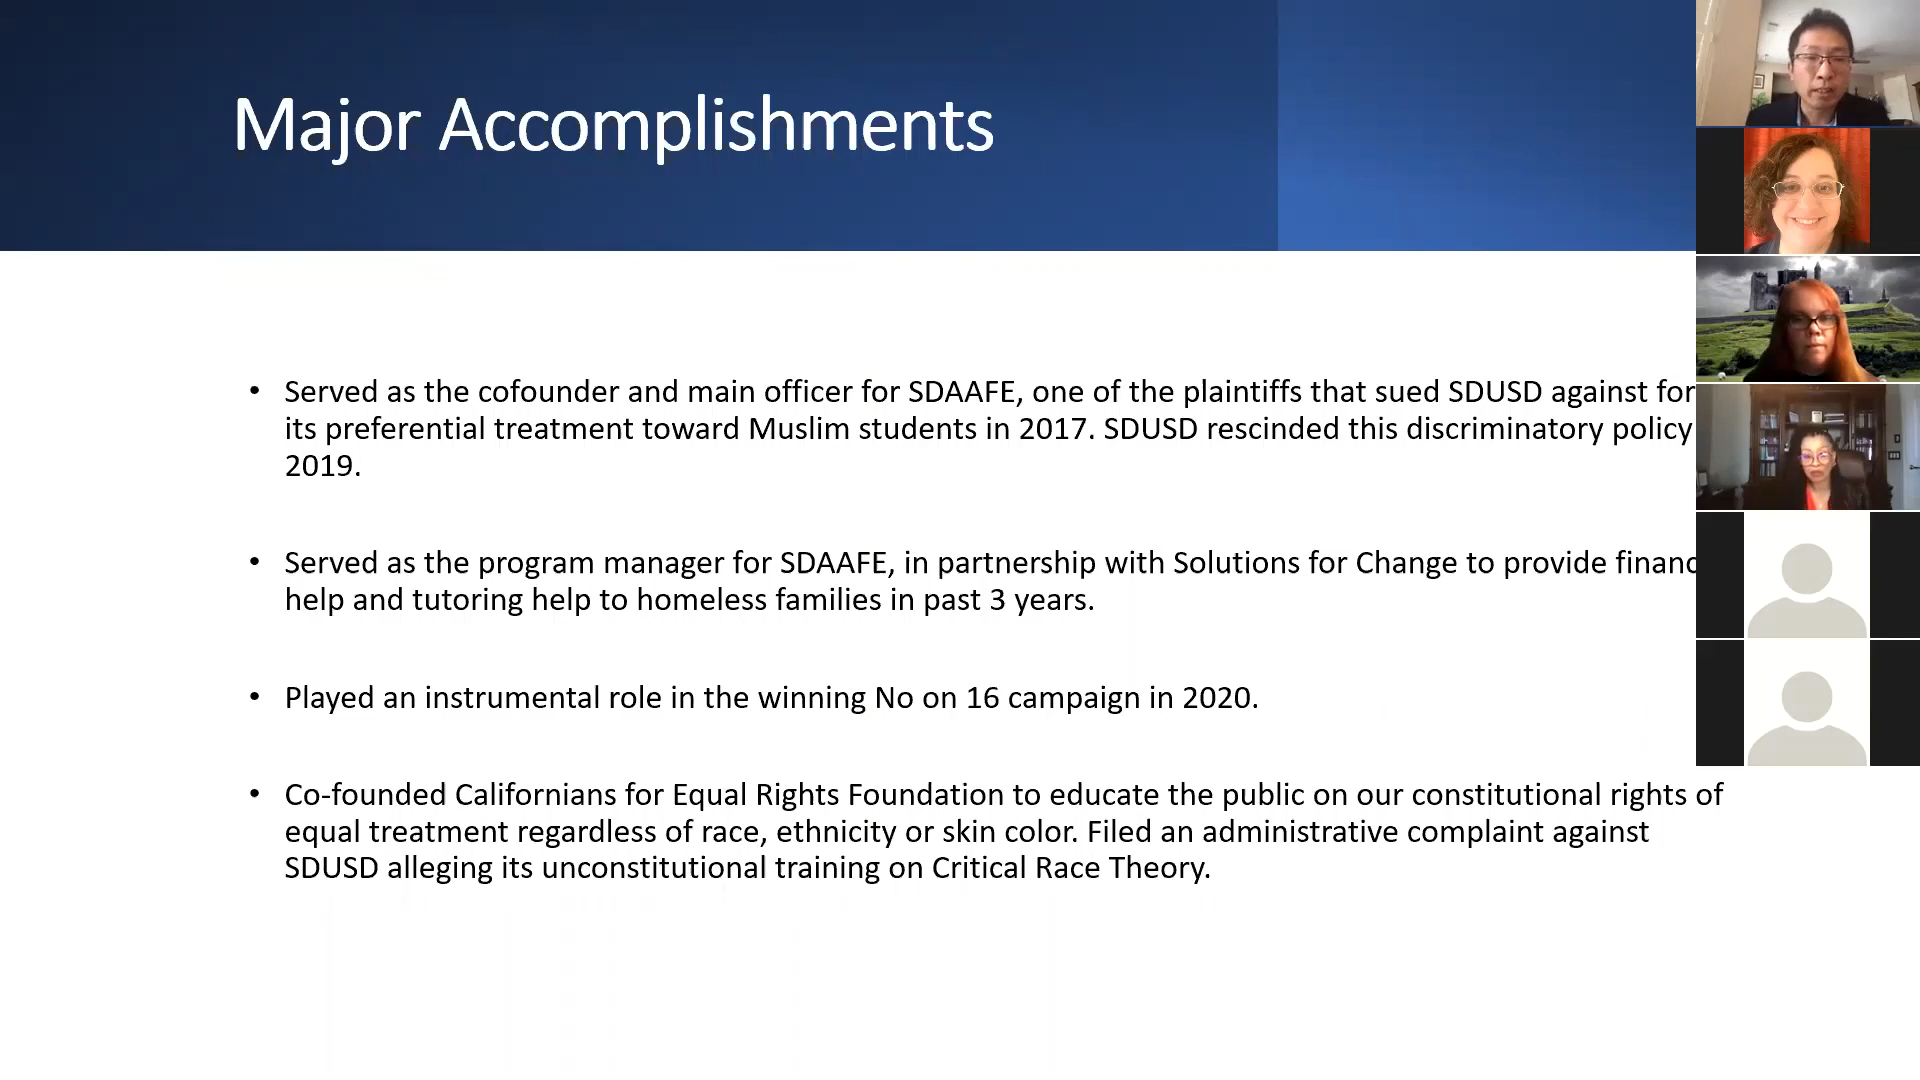 Major Accomplishments
• Served as the cofounder and main officer for SDAAFE, one of the plaintiffs that sued SDUSD against for
its preferential treatment toward Muslim students in 2017. SDUSD rescinded this discriminatory policy
2019.
• Served as the program manager for SDAAFE, in partnership with Solutions for Change to provide
help and tutoring help to homeless families in past 3 years.
• Played an instrumental role in the winning No on 16 campaign in 2020.
• Co-founded Californians for Equal Rights Foundation to educate the public on our constitutional rights of
equal treatment regardless of race, ethnicity or skin color. Filed an administrative complaint against
SDUSD alleging its unconstitutional training on Critical Race Theory.